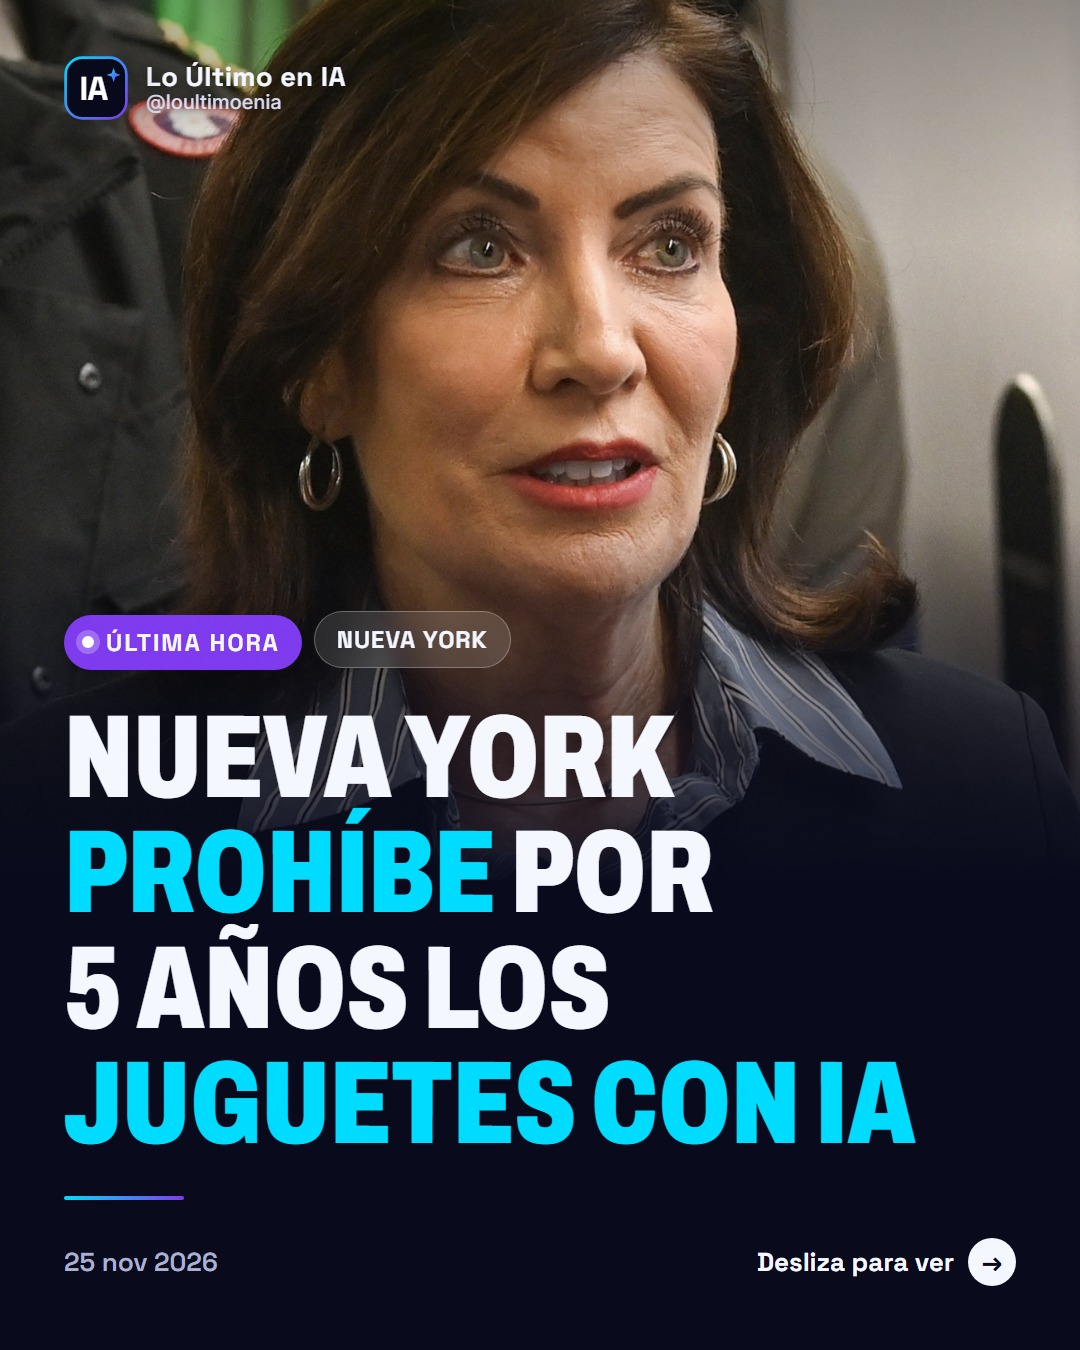 IA
Lo Último en IA
@loultimoenia
ÚLTIMA HORA
NUEVA YORK
NUEVA YORK
PROHÍBE POR
5 AÑOS LOS
JUGUETES CON IA
25 nov 2026
Desliza para ver →